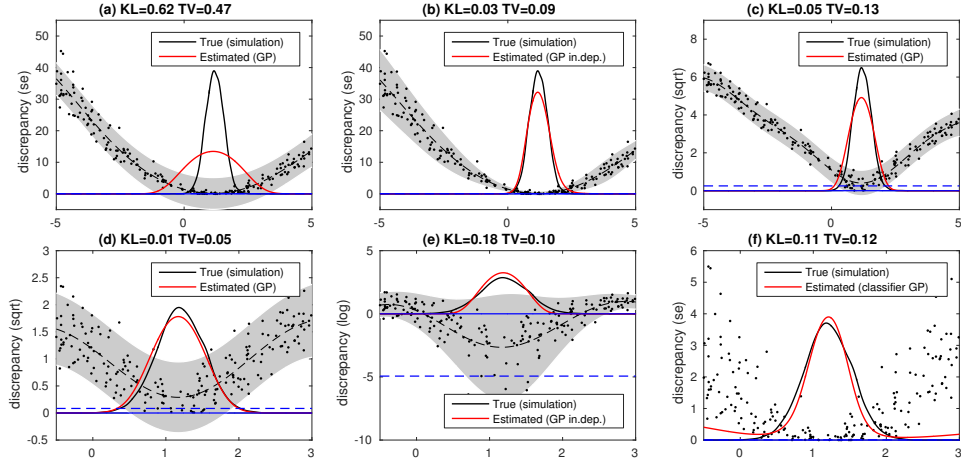 (a) KL=0.62 TV=0.47
discrepancy (se)
50
40
30
20
10
0
-5
0
5
True (simulation)
Estimated (GP)
(b) KL=0.03 TV=0.09
discrepancy (se)
50
40
30
20
10
0
-5
0
5
True (simulation)
Estimated (GP in.dep.)
(c) KL=0.05 TV=0.13
discrepancy (sqrt)
8
6
4
2
0
-5
0
5
True (simulation)
Estimated (GP)
(d) KL=0.01 TV=0.05
discrepancy (sqrt)
3
2.5
2
1.5
1
0.5
0
-0.5
0
1
2
3
True (simulation)
Estimated (GP)
(e) KL=0.18 TV=0.10
discrepancy (log)
5
0
-5
-10
0
1
2
3
True (simulation)
Estimated (GP in.dep.)
(f) KL=0.11 TV=0.12
discrepancy (se)
6
5
4
3
2
1
0
0
1
2
3
True (simulation)
Estimated (classifier GP)